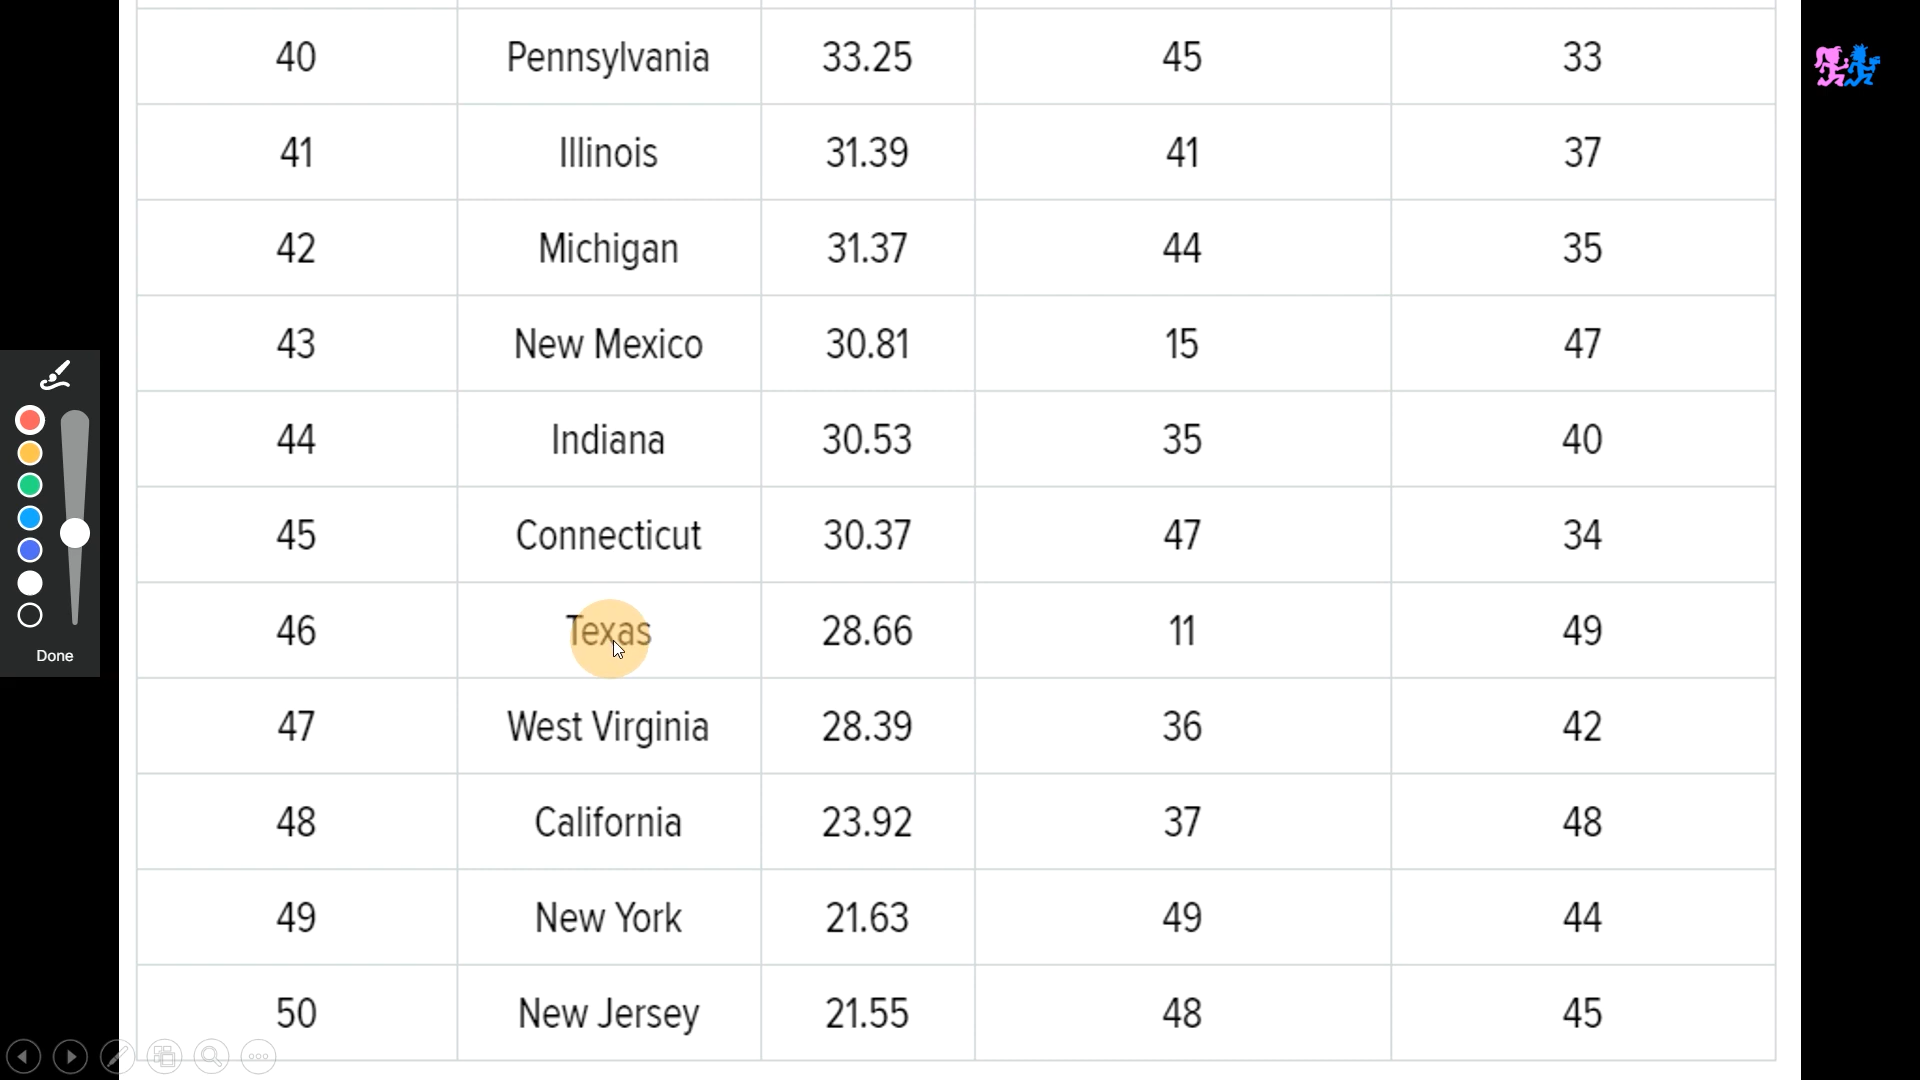 40 Pennsylvania 33.25 45 33
41 Illinois 31.39 41 37
42 Michigan 31.37 44 35
43 New Mexico 30.81 15 47
44 Indiana 30.53 35 40
45 Connecticut 30.37 47 34
46 Texas 28.66 11 49
47 West Virginia 28.39 36 42
48 California 23.92 37 48
49 New York 21.63 49 44
50 New Jersey 21.55 48 45
Done